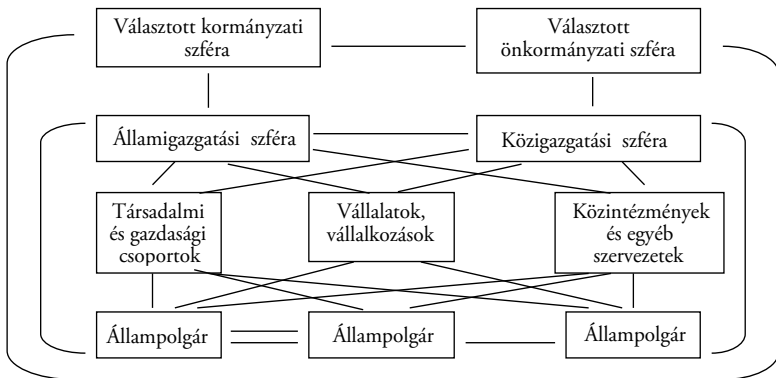 Választott kormányzati
szféra
Választott
önkormányzati szféra
Államigazgatási szféra
Közigazgatási szféra
Társadalmi
és gazdasági
csoportok
Vállalatok,
vállalkozások
Közintézmények
és egyéb
szervezetek
Állampolgár
Állampolgár
Állampolgár